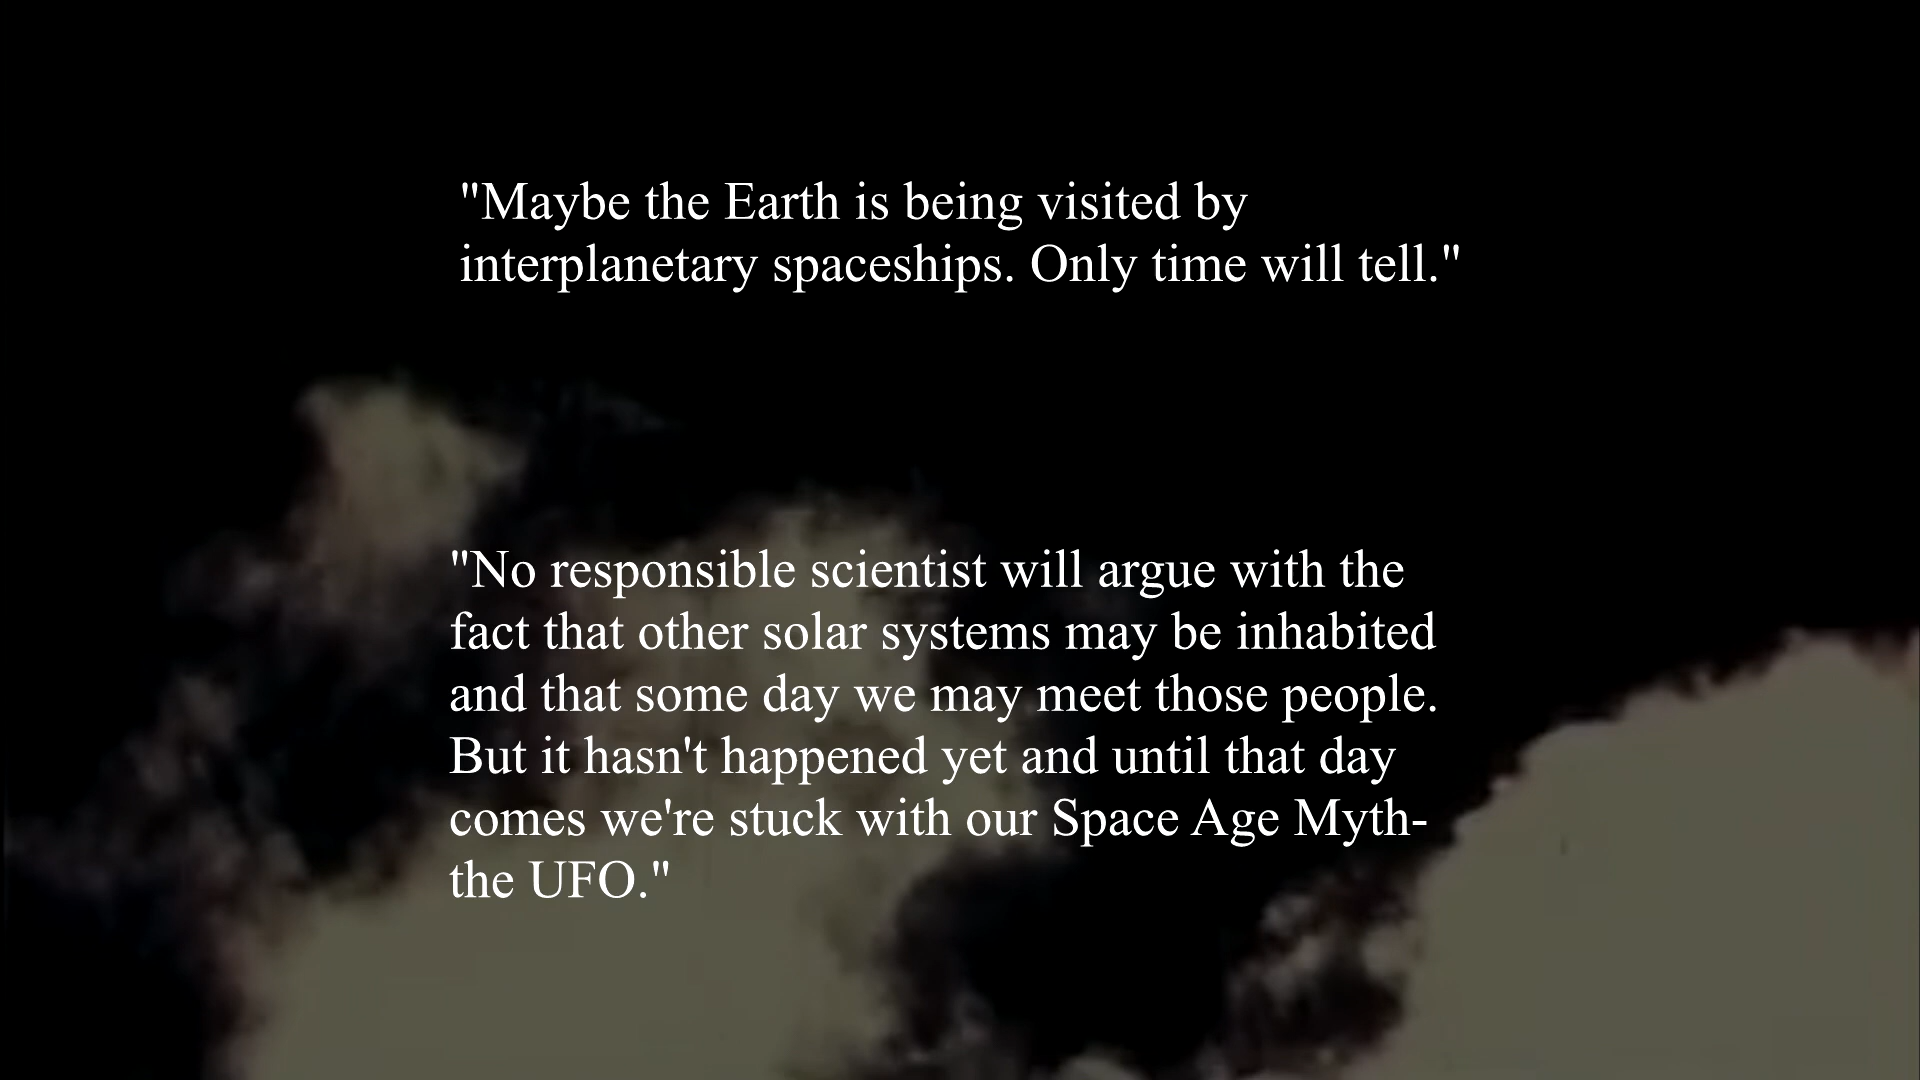 "Maybe the Earth is being visited by
interplanetary spaceships. Only time will tell."
"No responsible scientist will argue with the
fact that other solar systems may be inhabited
and that some day we may meet those people.
But it hasn't happened yet and until that day
comes we're stuck with our Space Age Myth-
the UFO."